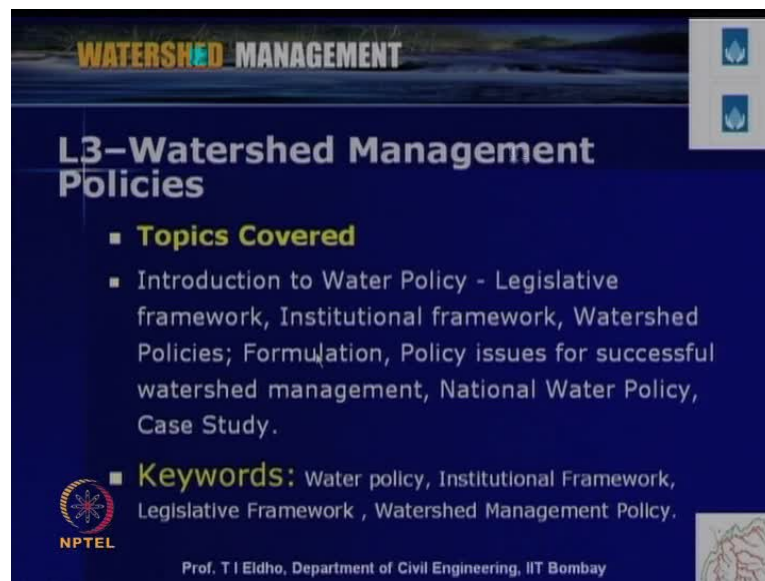 WATERSHED MANAGEMENT
L3–Watershed Management
Policies
Topics Covered
Introduction to Water Policy - Legislative
framework, Institutional framework, Watershed
Policies; Formulation, Policy issues for successful
watershed management, National Water Policy,
Case Study.
Keywords: Water policy, Institutional Framework,
Legislative Framework , Watershed Management Policy.
NPTEL
Prof. T I Eldho, Department of Civil Engineering, IIT Bombay